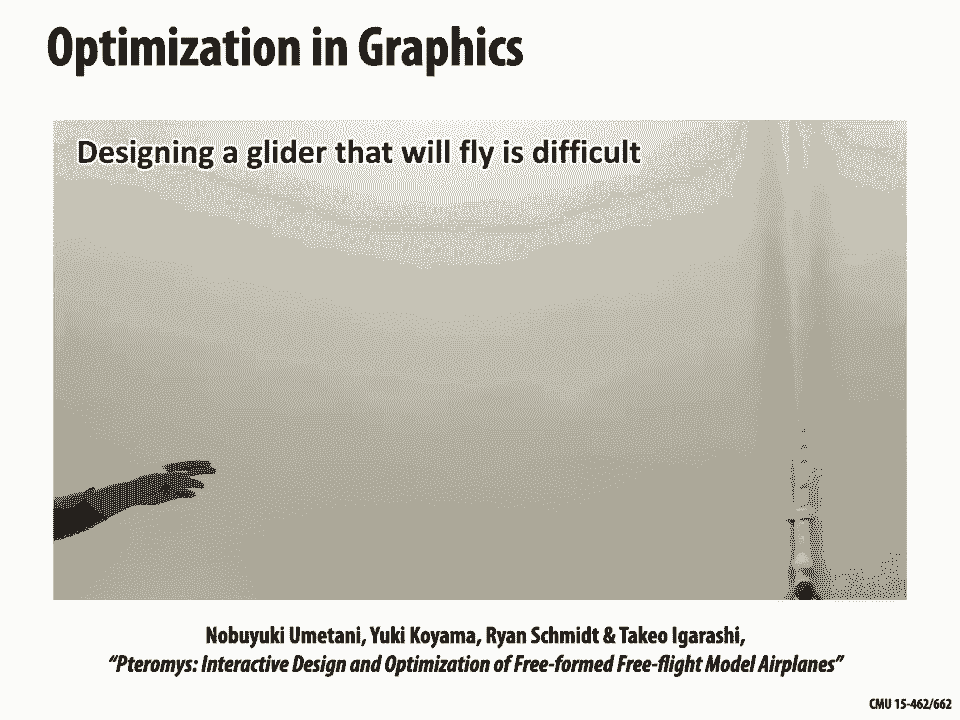 Optimization in Graphics
Designing a glider that will fly is difficult
Nobuyuki Umetani, Yuki Koyama, Ryan Schmidt & Takeo Igarashi,
“Pteromys: Interactive Design and Optimization of Free-formed Free-flight Model Airplanes”
CMU 15-462/662